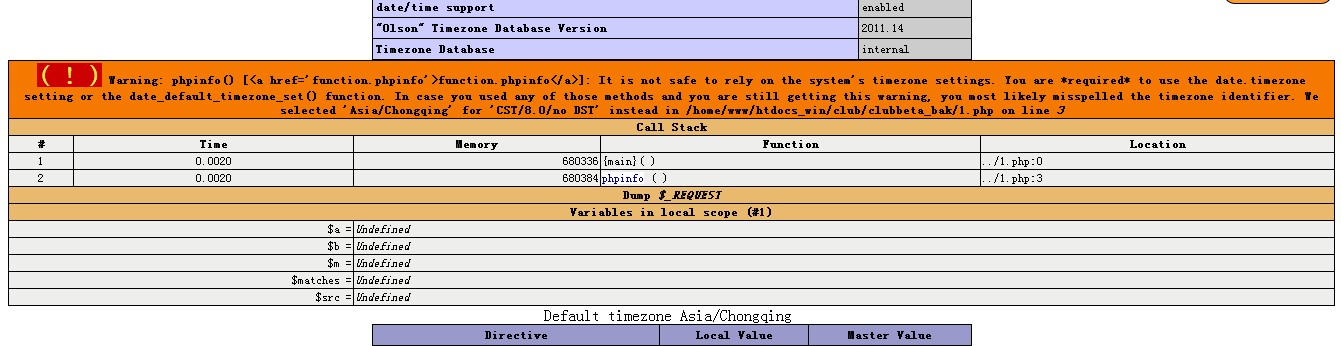 date/time support enabled
"Olson" Timezone Database Version 2011.14
Timezone Database internal
( ! ) Warning: phpinfo() [<a href='function.phpinfo'>function.phpinfo</a>]: It is not safe to rely on the system's timezone settings. You are *required* to use the date.timezone
setting or the date_default_timezone_set() function. In case you used any of those methods and you are still getting this warning, you most likely misspelled the timezone identifier. We
selected 'Asia/Chongqing' for 'CST/8.0/no DST' instead in /home/www/htdocs_win/club/clubbeta_bak/1.php on line 3
Call Stack
# Time Memory Function Location
1 0.0020 680336 {main}( ) ../1.php:0
2 0.0020 680384 phpinfo ( ) ../1.php:3
Dump $_REQUEST
Variables in local scope (#1)
$a = Undefined
$b = Undefined
$m = Undefined
$matches = Undefined
$src = Undefined
Default timezone Asia/Chongqing
Directive Local Value Master Value